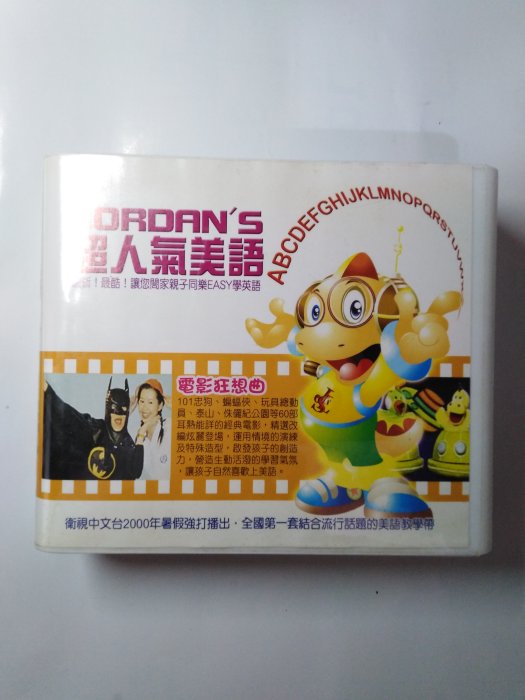 ORDAN'S
超人氣美語
！最酷！讓您闔家親子同樂EASY學英語
ABCDEFGHIJKLMNOPQRSTUVW
電影狂想曲
101忠狗、蝙蝠俠、玩具總動
員、泰山、侏儸紀公園等60部
耳熟能詳的經典電影，精選改
編炫麗登場，運用情境的演練
及特殊造型，啟發孩子的創造
力，營造生動活潑的學習氣氛
，讓孩子自然喜歡上美語。
衛視中文台2000年暑假強打播出．全國第一套結合流行話題的美語教學帶